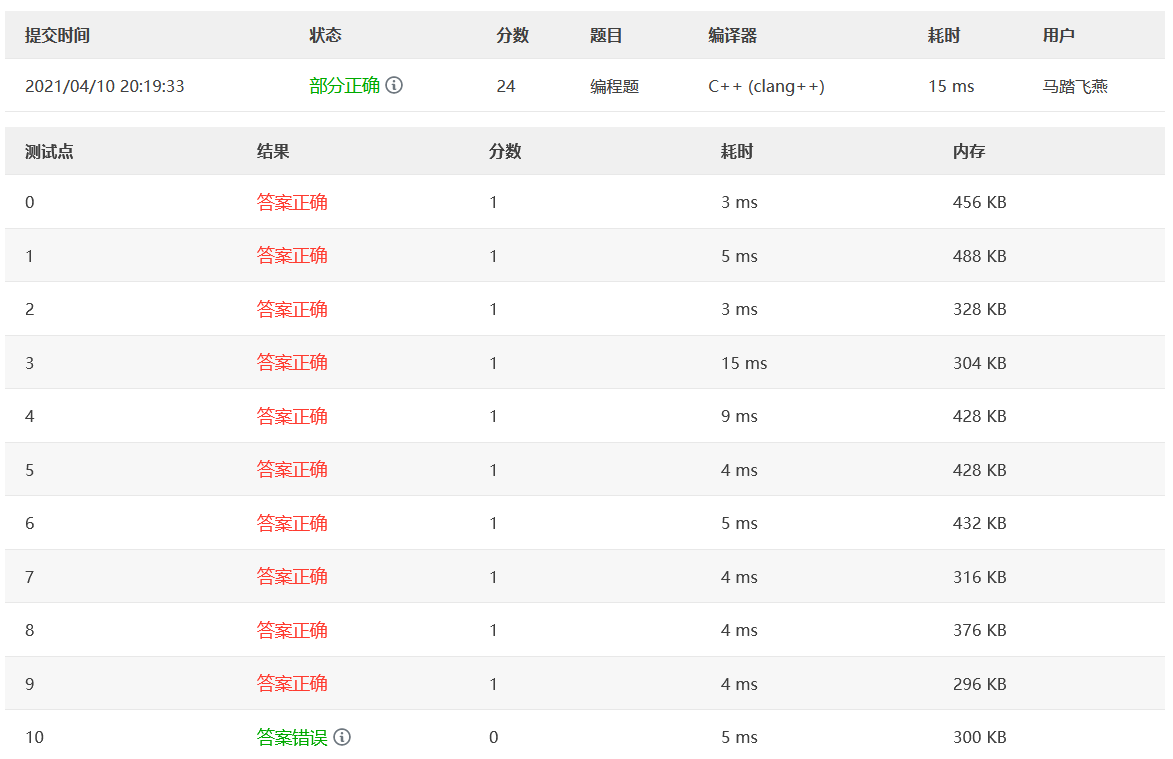 提交时间 状态 分数 题目 编译器 耗时 用户
2021/04/10 20:19:33 部分正确 24 编程题 C++ (clang++) 15 ms 马踏飞燕
测试点 结果 分数 耗时 内存
0 答案正确 1 3 ms 456 KB
1 答案正确 1 5 ms 488 KB
2 答案正确 1 3 ms 328 KB
3 答案正确 1 15 ms 304 KB
4 答案正确 1 9 ms 428 KB
5 答案正确 1 4 ms 428 KB
6 答案正确 1 5 ms 432 KB
7 答案正确 1 4 ms 316 KB
8 答案正确 1 4 ms 376 KB
9 答案正确 1 4 ms 296 KB
10 答案错误 0 5 ms 300 KB